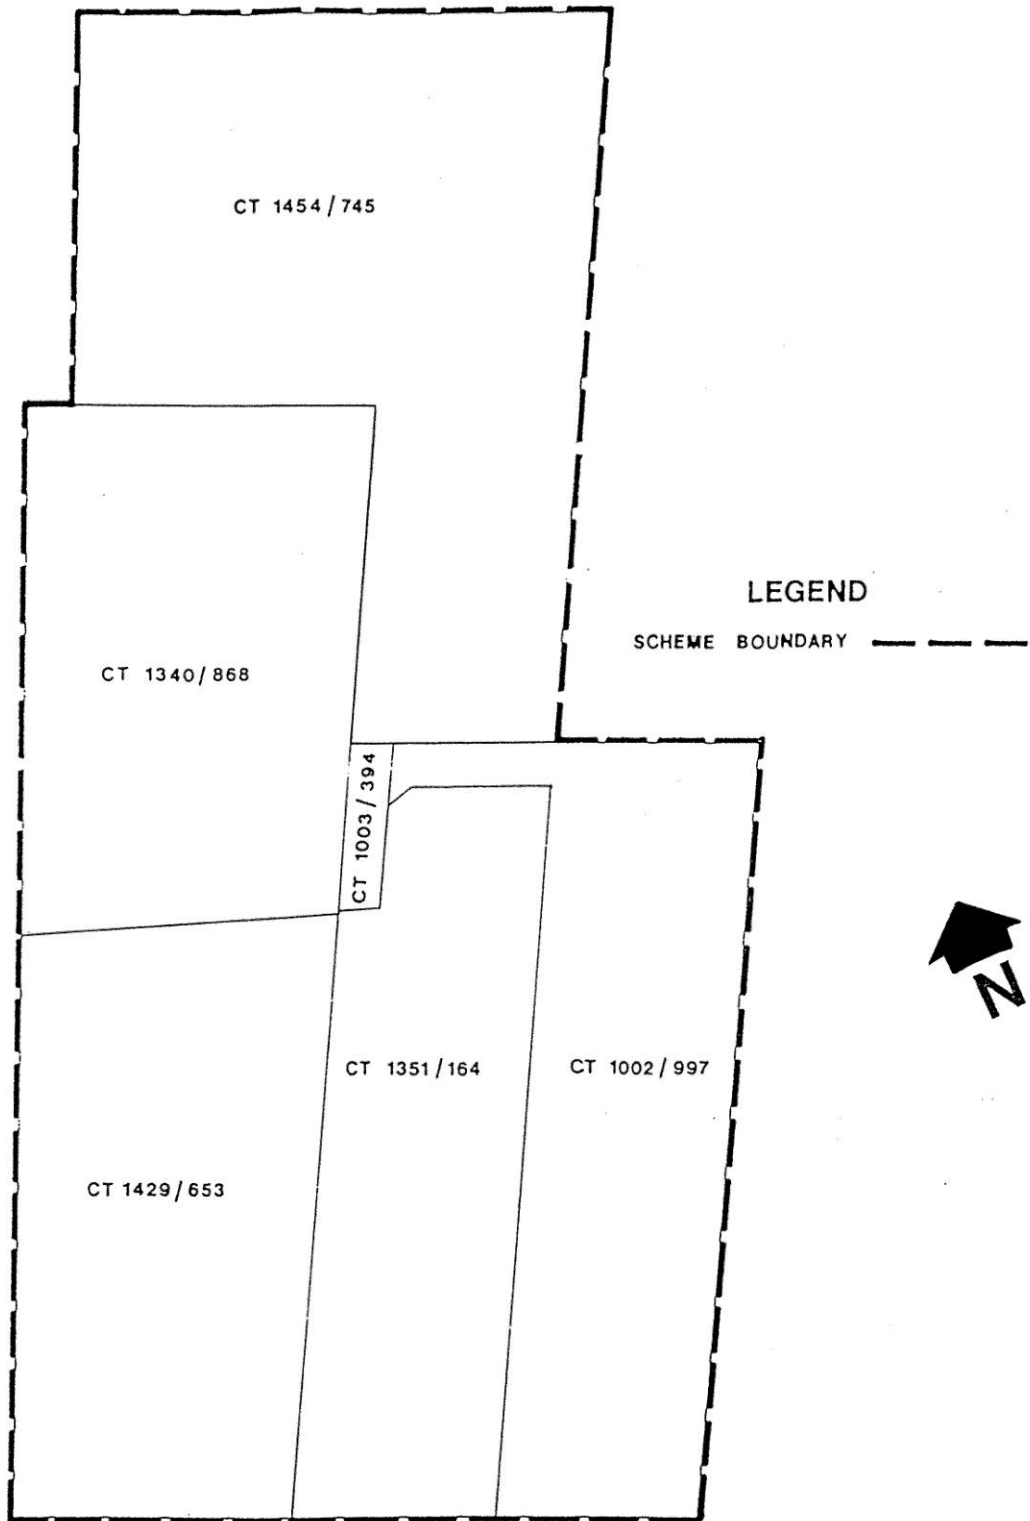 CT 1454/745
LEGEND
SCHEME BOUNDARY
CT 1340/868
CT 1003/394
N
CT 1351/164
CT 1002/997
CT 1429/653